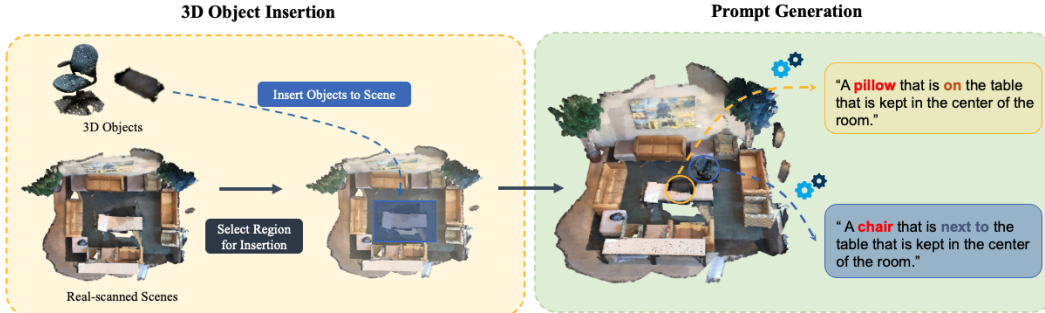 3D Object Insertion
Prompt Generation
Insert Objects to Scene
3D Objects
Select Region
for Insertion
Real-scanned Scenes
“A pillow that is on the table
that is kept in the center of the
room.”
“ A chair that is next to the
table that is kept in the center
of the room.”